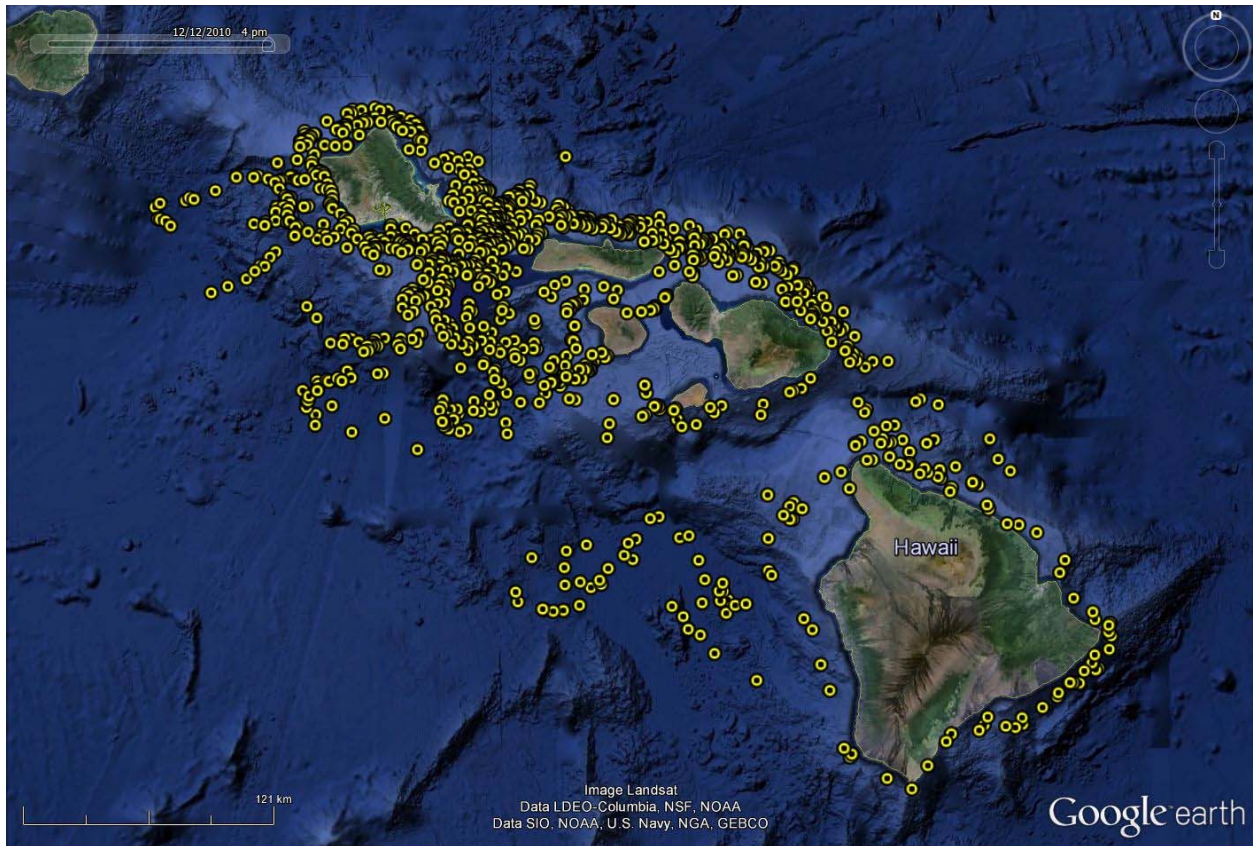 12/12/2010   4 pm
N
Hawaii
121 km
Image Landsat
Data LDEO-Columbia, NSF, NOAA
Data SIO, NOAA, U.S. Navy, NGA, GEBCO
Google earth